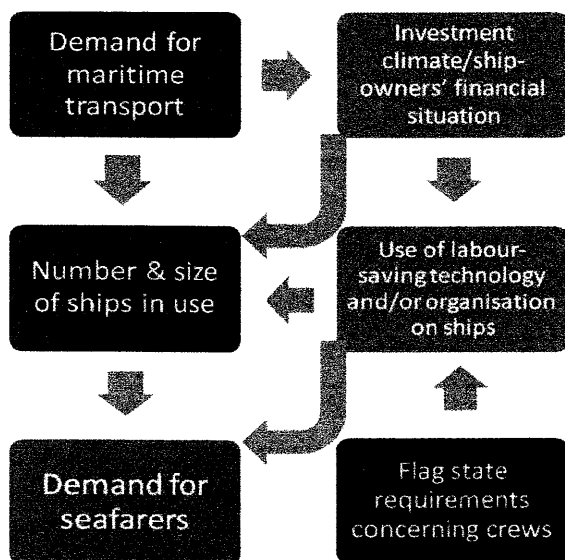 Demand for
maritime
transport
Investment
climate/ship-
owners' financial
situation
Number & size
of ships in use
Use of labour-
saving technology
and/or organisation
on ships
Demand for
seafarers
Flag state
requirements
concerning crews